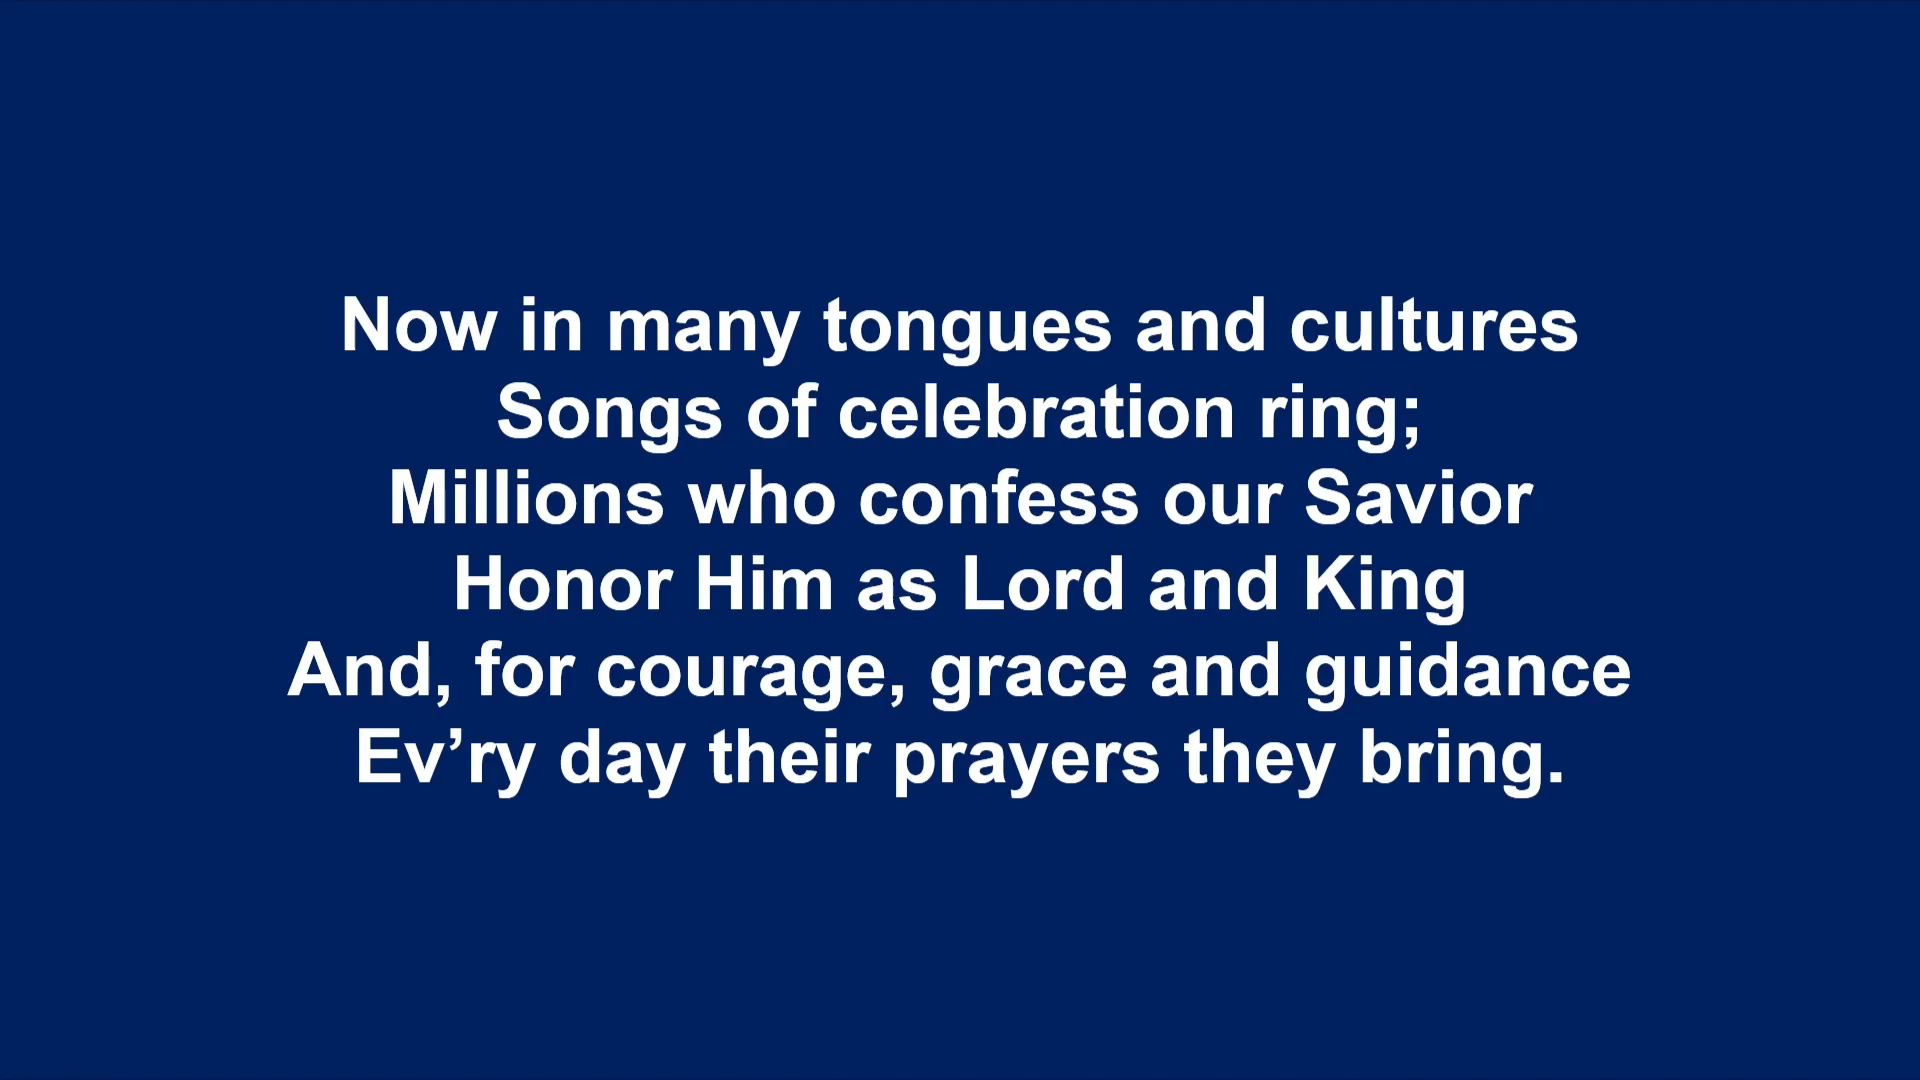 Now in many tongues and cultures
Songs of celebration ring;
Millions who confess our Savior
Honor Him as Lord and King
And, for courage, grace and guidance
Ev’ry day their prayers they bring.